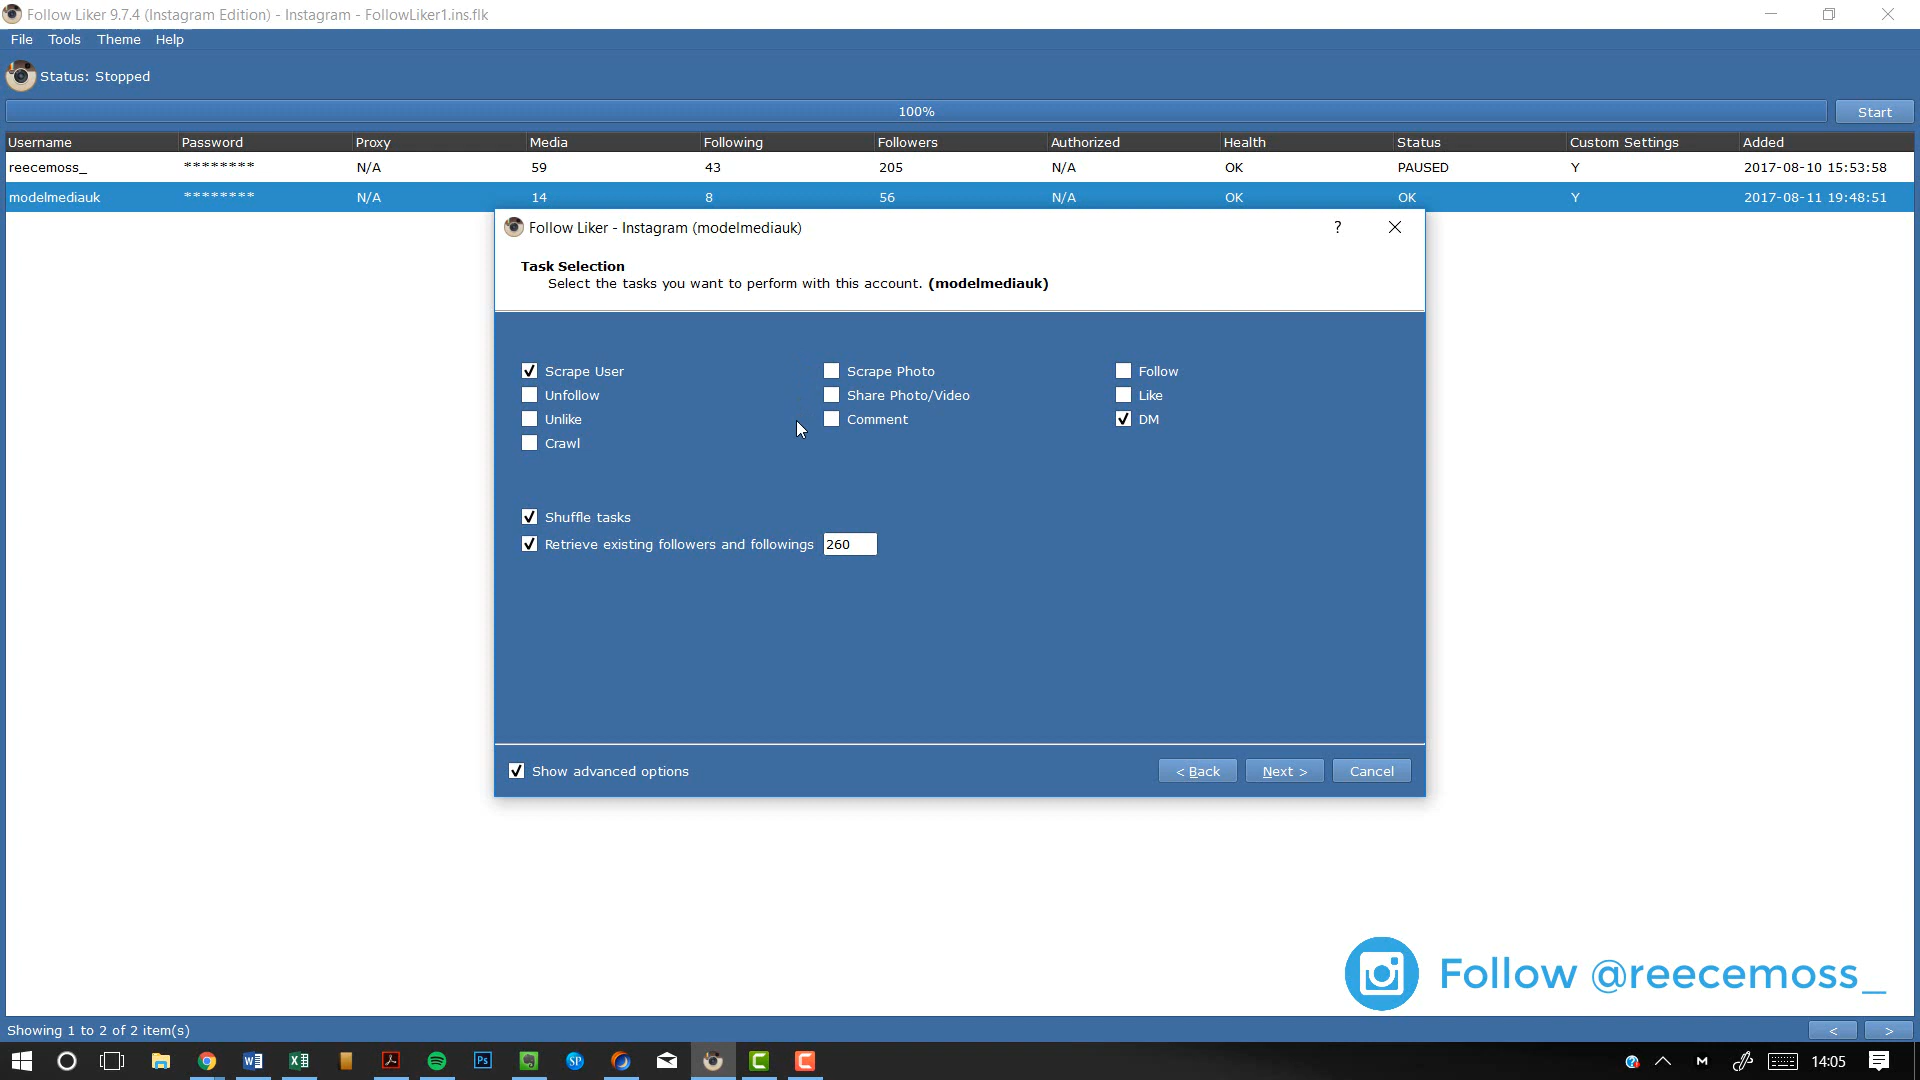 Follow Liker 9.7.4 (Instagram Edition) - Instagram - FollowLiker1.ins.flk
File Tools Theme Help
Status: Stopped
100% Start
Username Password Proxy Media Following Followers Authorized Health Status Custom Settings Added
reecemoss_ ******** N/A 59 43 205 N/A OK PAUSED Y 2017-08-10 15:53:58
modelmediauk ******** N/A 14 8 56 N/A OK OK Y 2017-08-11 19:48:51
Follow Liker - Instagram (modelmediauk) ?
Task Selection
Select the tasks you want to perform with this account. (modelmediauk)
Scrape User Scrape Photo Follow
Unfollow Share Photo/Video Like
Unlike Comment DM
Crawl
Shuffle tasks
Retrieve existing followers and followings 260
Show advanced options < Back Next > Cancel
Follow @reecemoss_
Showing 1 to 2 of 2 item(s) < >
14:05